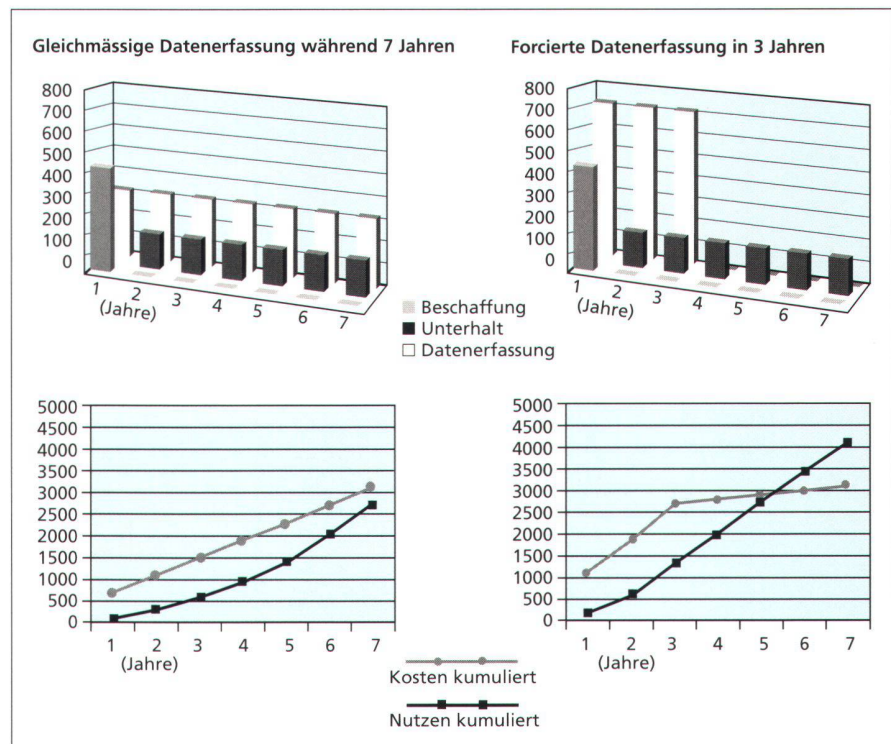 Gleichmässige Datenerfassung während 7 Jahren
800
700
600
500
400
300
200
100
0
1 2 3 4 5 6 7
(Jahre)
Forcierte Datenerfassung in 3 Jahren
800
700
600
500
400
300
200
100
0
1 2 3 4 5 6 7
(Jahre)
Beschaffung
Unterhalt
Datenerfassung
5000
4500
4000
3500
3000
2500
2000
1500
1000
500
0
1 2 3 4 5 6 7
(Jahre)
5000
4500
4000
3500
3000
2500
2000
1500
1000
500
0
1 2 3 4 5 6 7
(Jahre)
Kosten kumuliert
Nutzen kumuliert